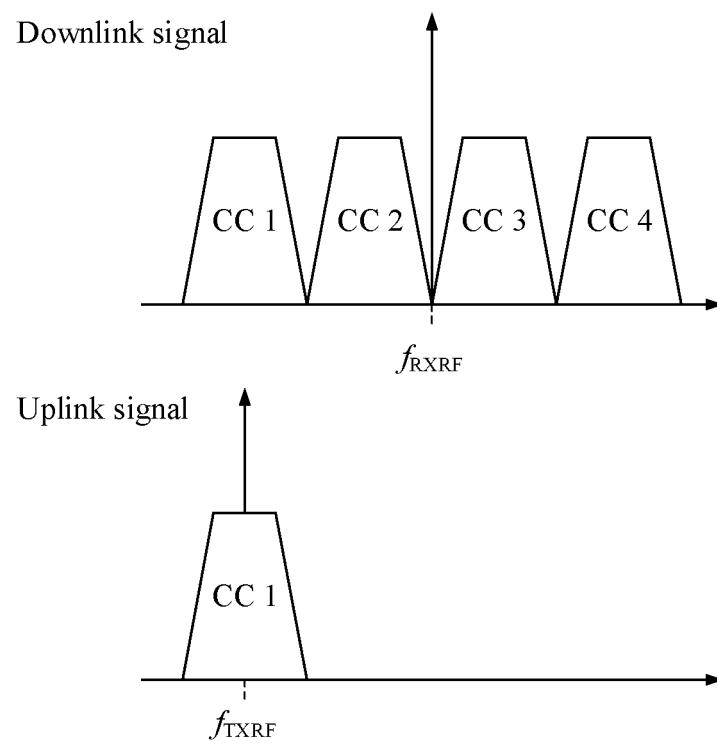 Downlink signal
CC 1 CC 2 CC 3 CC 4
fRXRF
Uplink signal
CC 1
fTXRF